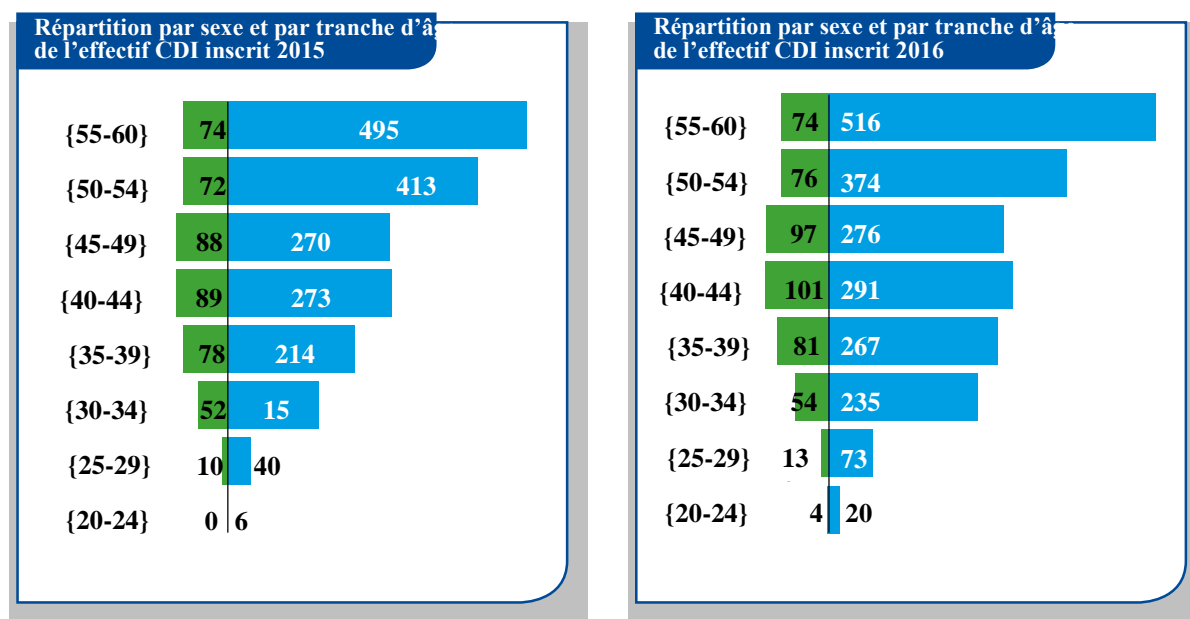 Répartition par sexe et par tranche d’âg
de l’effectif CDI inscrit 2015
{55-60} 74 495
{50-54} 72 413
{45-49} 88 270
{40-44} 89 273
{35-39} 78 214
{30-34} 52 15
{25-29} 10 40
{20-24} 0 6
Répartition par sexe et par tranche d’âg
de l’effectif CDI inscrit 2016
{55-60} 74 516
{50-54} 76 374
{45-49} 97 276
{40-44} 101 291
{35-39} 81 267
{30-34} 54 235
{25-29} 13 73
{20-24} 4 20